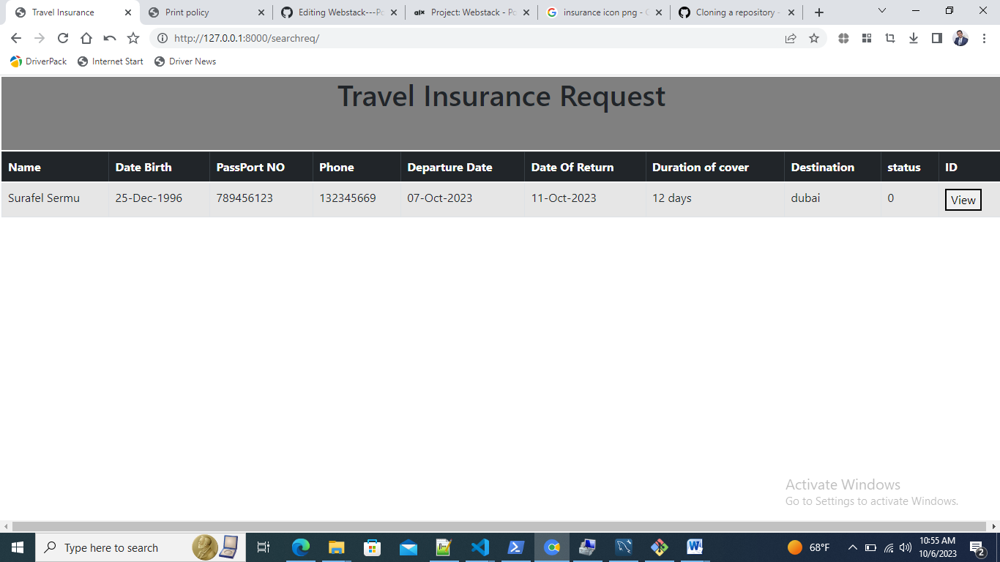 Travel Insurance
Print policy
Editing Webstack---Po
alx Project: Webstack - Po
insurance icon png - G
Cloning a repository -
http://127.0.0.1:8000/searchreq/
DriverPack Internet Start Driver News
Travel Insurance Request
Name Date Birth PassPort NO Phone Departure Date Date Of Return Duration of cover Destination status ID
Surafel Sermu 25-Dec-1996 789456123 132345669 07-Oct-2023 11-Oct-2023 12 days dubai 0 View
Activate Windows
Go to Settings to activate Windows.
Type here to search
68°F
10:55 AM
10/6/2023
2